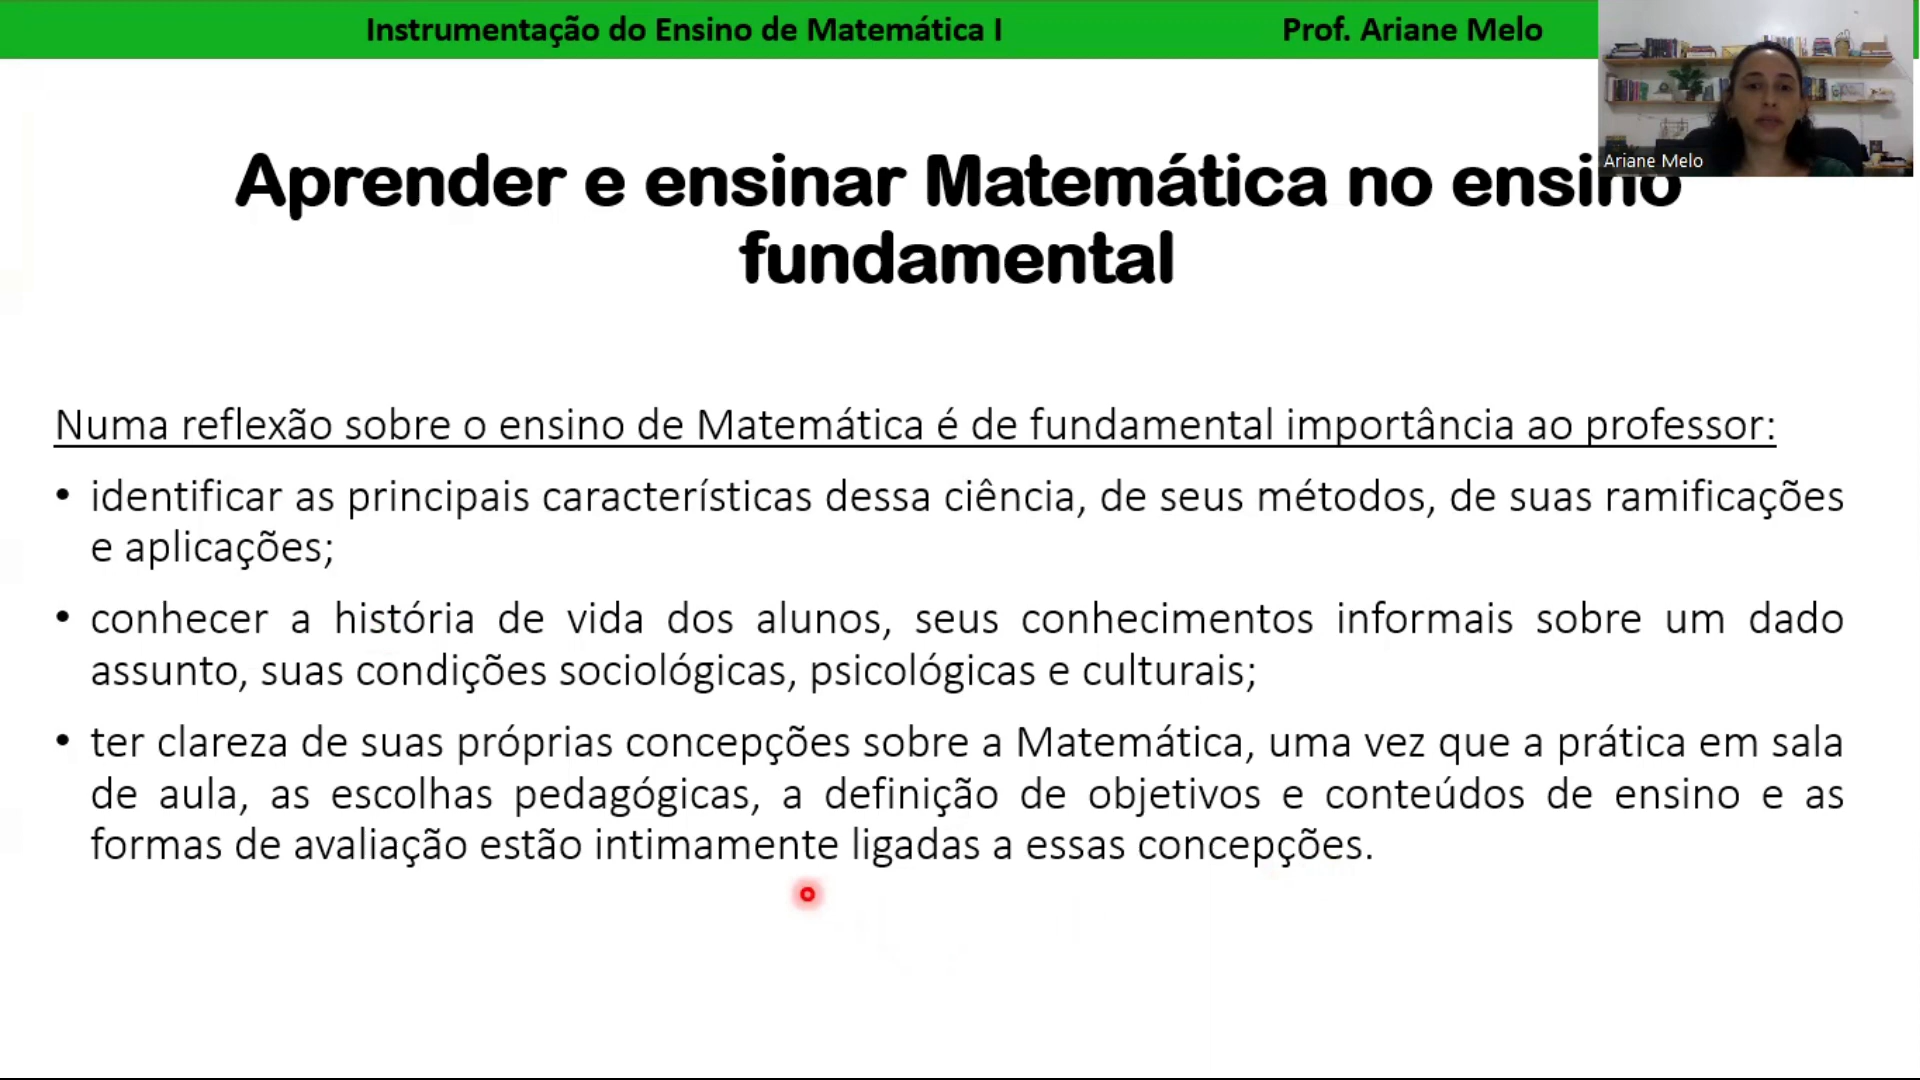 Instrumentação do Ensino de Matemática I Prof. Ariane Melo
Ariane Melo
Aprender e ensinar Matemática no ensino
fundamental
Numa reflexão sobre o ensino de Matemática é de fundamental importância ao professor:
• identificar as principais características dessa ciência, de seus métodos, de suas ramificações
e aplicações;
• conhecer a história de vida dos alunos, seus conhecimentos informais sobre um dado
assunto, suas condições sociológicas, psicológicas e culturais;
• ter clareza de suas próprias concepções sobre a Matemática, uma vez que a prática em sala
de aula, as escolhas pedagógicas, a definição de objetivos e conteúdos de ensino e as
formas de avaliação estão intimamente ligadas a essas concepções.